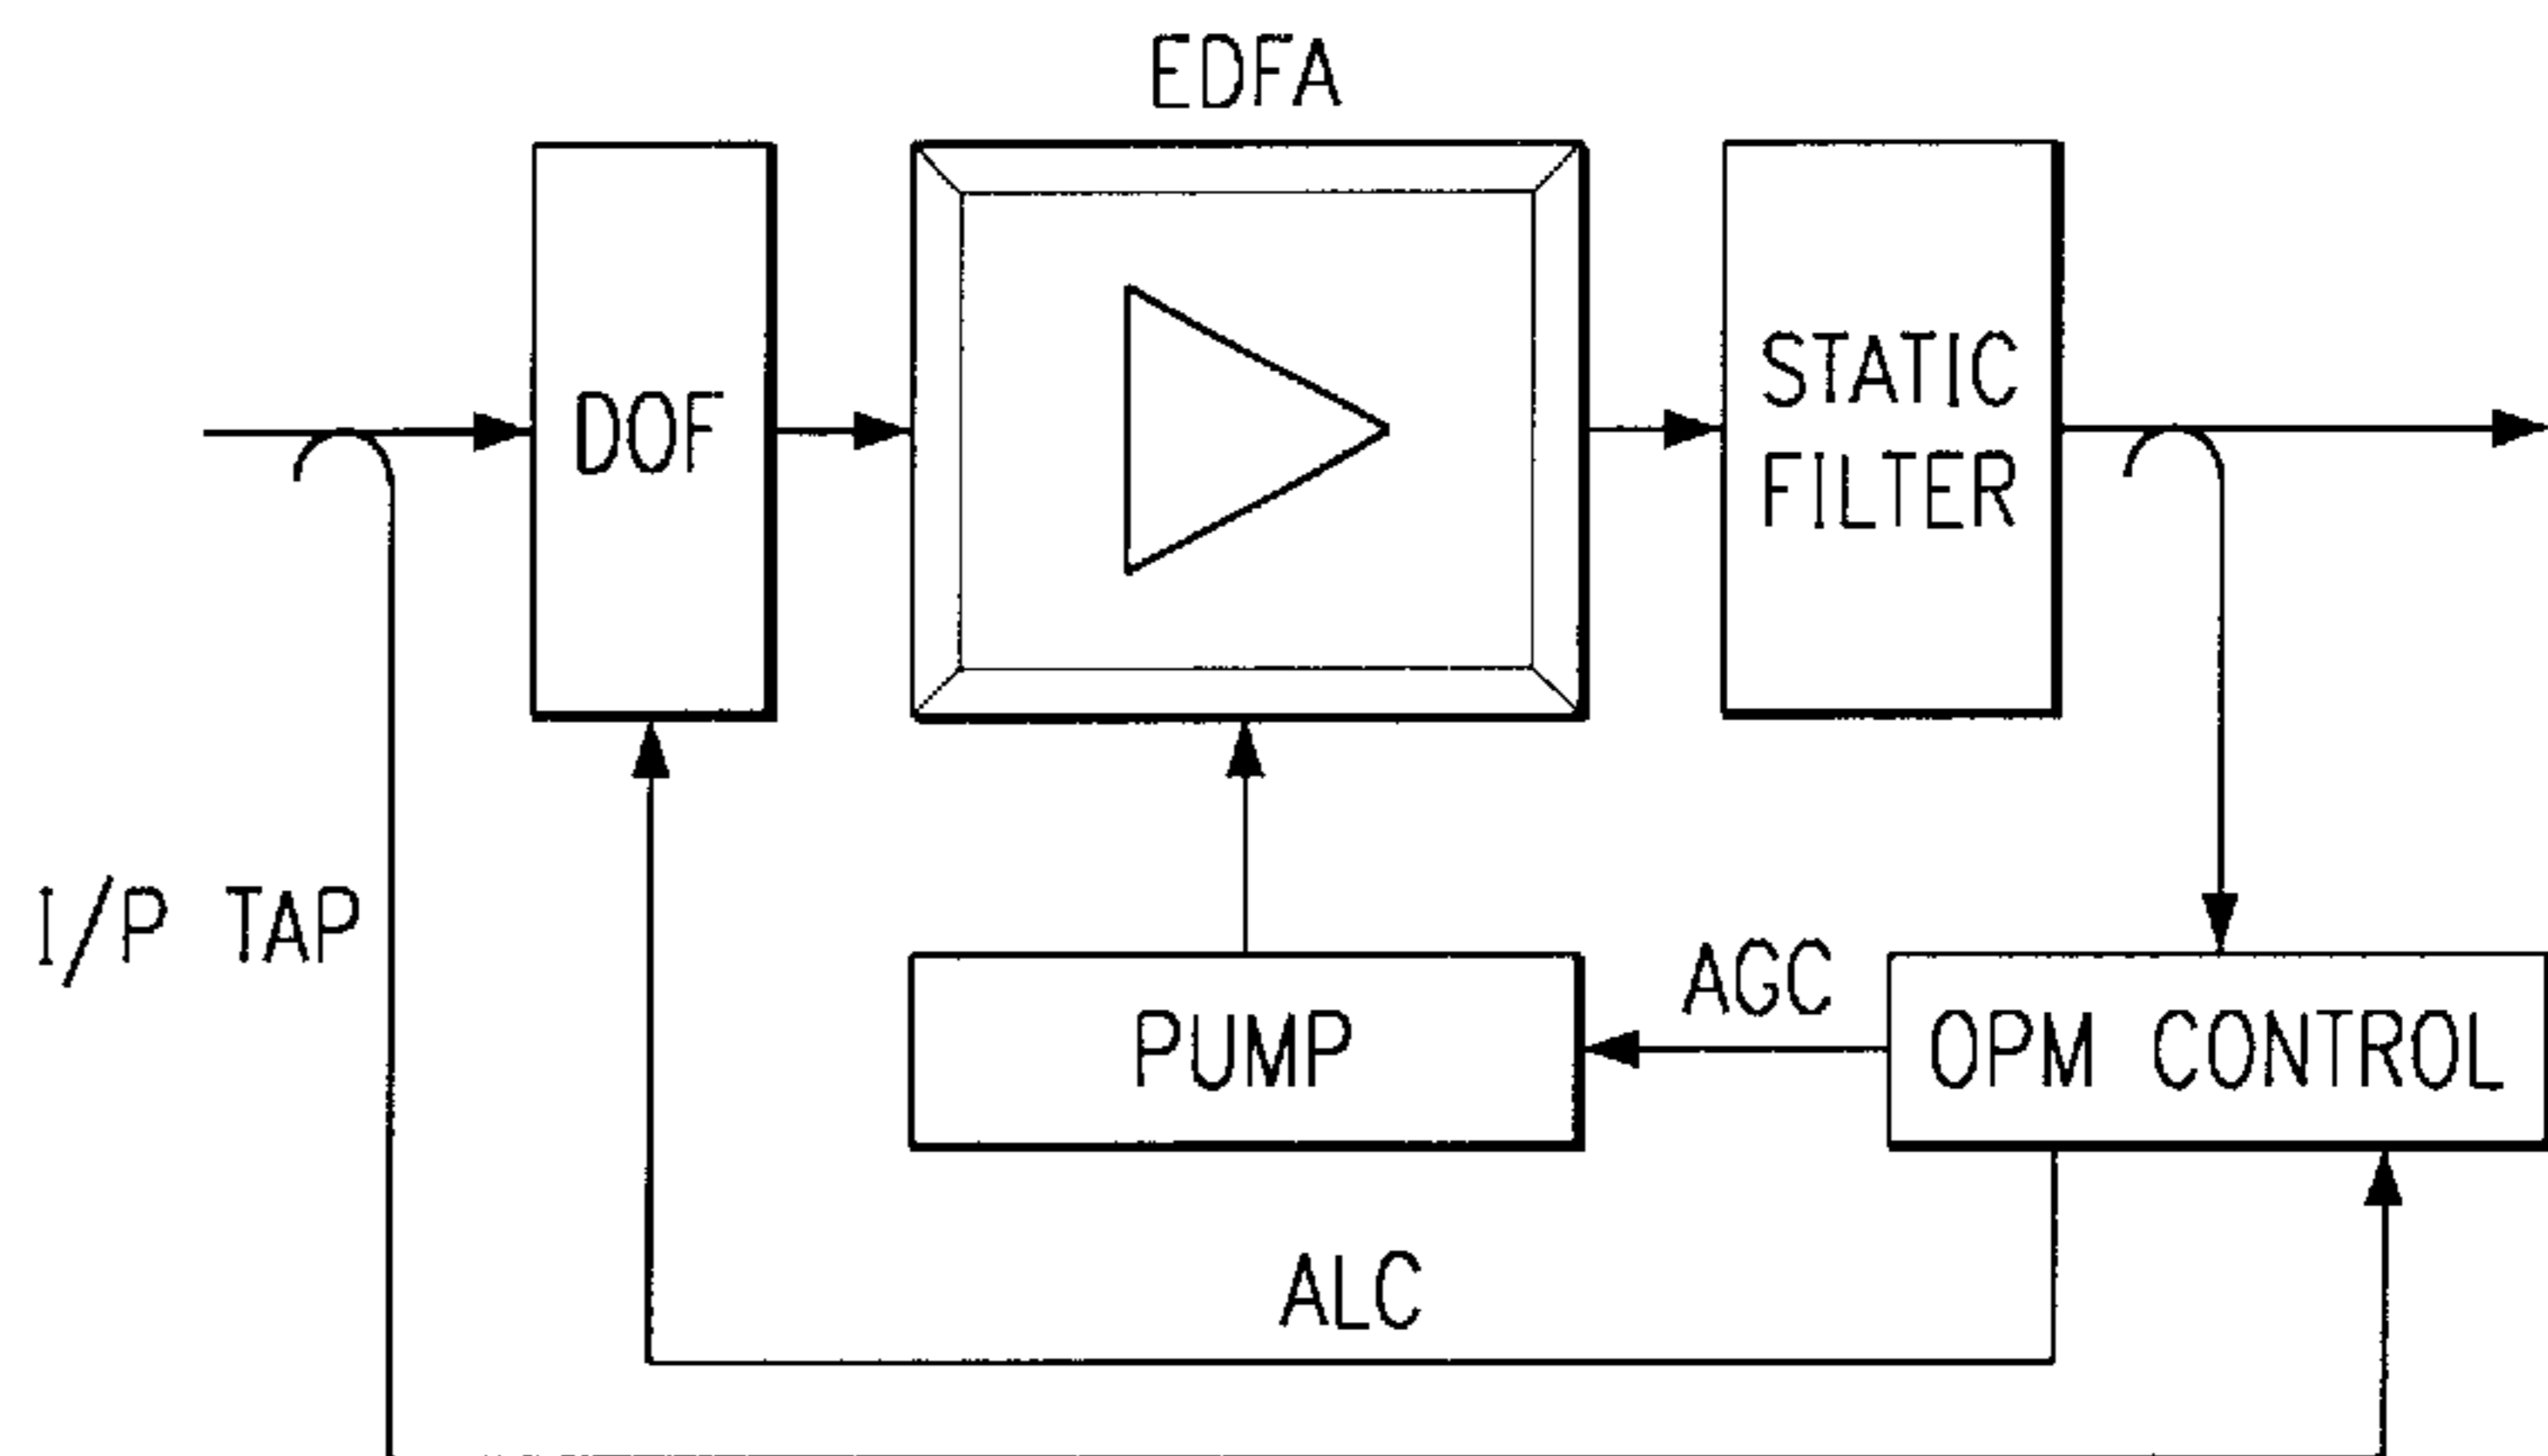 EDFA
DOF
STATIC
FILTER
I/P TAP
PUMP
AGC
OPM CONTROL
ALC